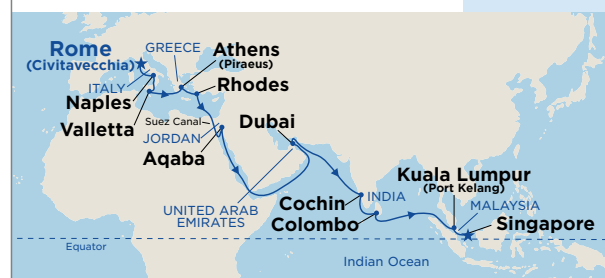 Rome
(Civitavecchia)
GREECE
Athens
(Piraeus)
ITALY
Naples
Rhodes
Valletta
Suez Canal
JORDAN
Aqaba
Dubai
UNITED ARAB
EMIRATES
Cochin
INDIA
Colombo
Kuala Lumpur
(Port Kelang)
MALAYSIA
Singapore
Equator
Indian Ocean